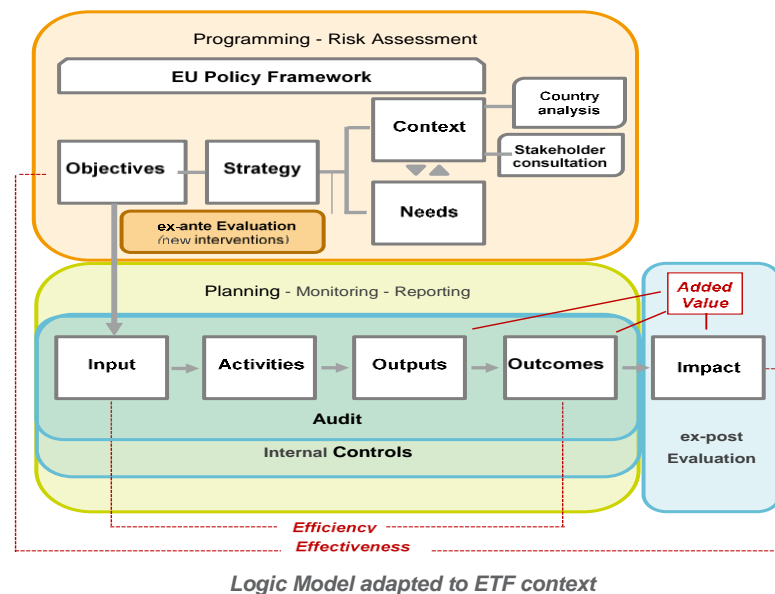 Programming - Risk Assessment
EU Policy Framework
Country
analysis
Context
Stakeholder
consultation
Objectives
Strategy
Needs
ex-ante Evaluation
(new interventions)
Planning - Monitoring - Reporting
Added
Value
Input
Activities
Outputs
Outcomes
Impact
Audit
ex-post
Evaluation
Internal Controls
Efficiency
Effectiveness
Logic Model adapted to ETF context